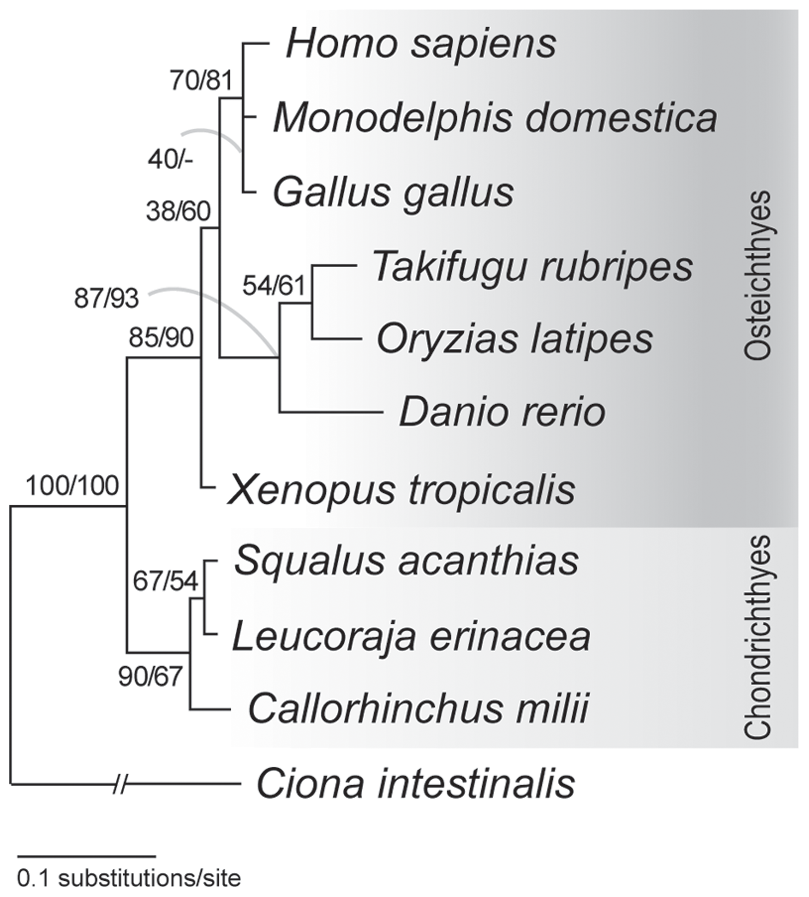 Homo sapiens
70/81
Monodelphis domestica
40/-
Gallus gallus
38/60
Osteichthyes
Takifugu rubripes
54/61
87/93
85/90
Oryzias latipes
Danio rerio
100/100
Xenopus tropicalis
Squalus acanthias
67/54
Chondrichthyes
Leucoraja erinacea
90/67
Callorhinchus milii
//
Ciona intestinalis
0.1 substitutions/site